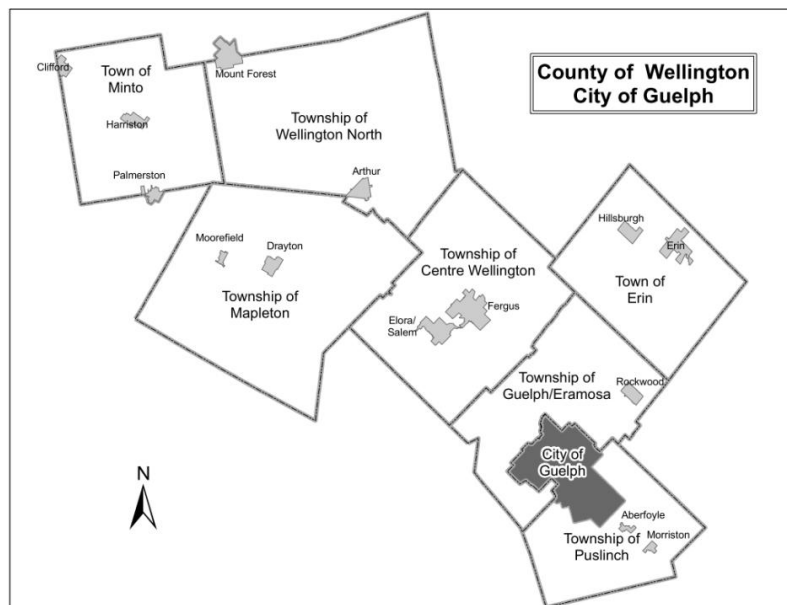 County of Wellington
City of Guelph
Clifford
Town of
Minto
Mount Forest
Harriston
Township of
Wellington North
Palmerston
Arthur
Hillsburgh
Erin
Town of
Erin
Moorefield
Drayton
Township of
Mapleton
Township of
Centre Wellington
Fergus
Elora/
Salem
Township of
Guelph/Eramosa
Rockwood
City of
Guelph
Aberfoyle
Morriston
Township of
Puslinch
N